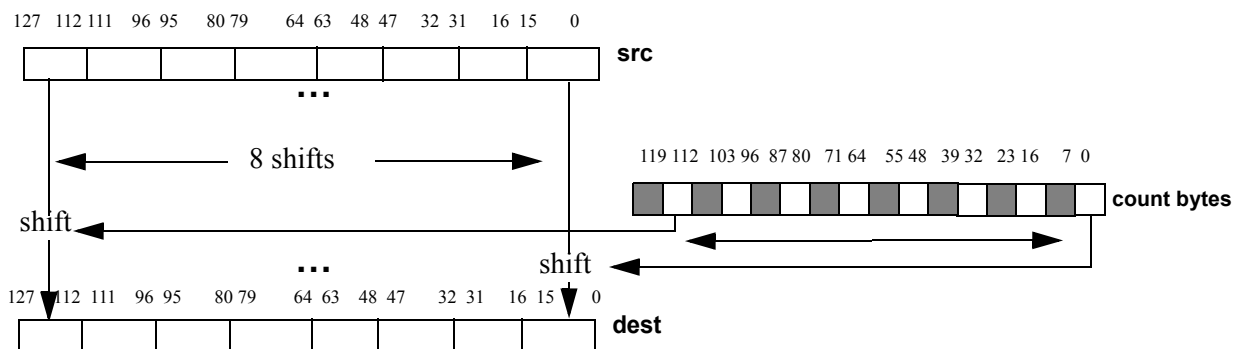 127 112 111 96 95 80 79 64 63 48 47 32 31 16 15 0
src
...
8 shifts
119 112 103 96 87 80 71 64 55 48 39 32 23 16 7 0
count bytes
shift
...
shift
127 112 111 96 95 80 79 64 63 48 47 32 31 16 15 0
dest